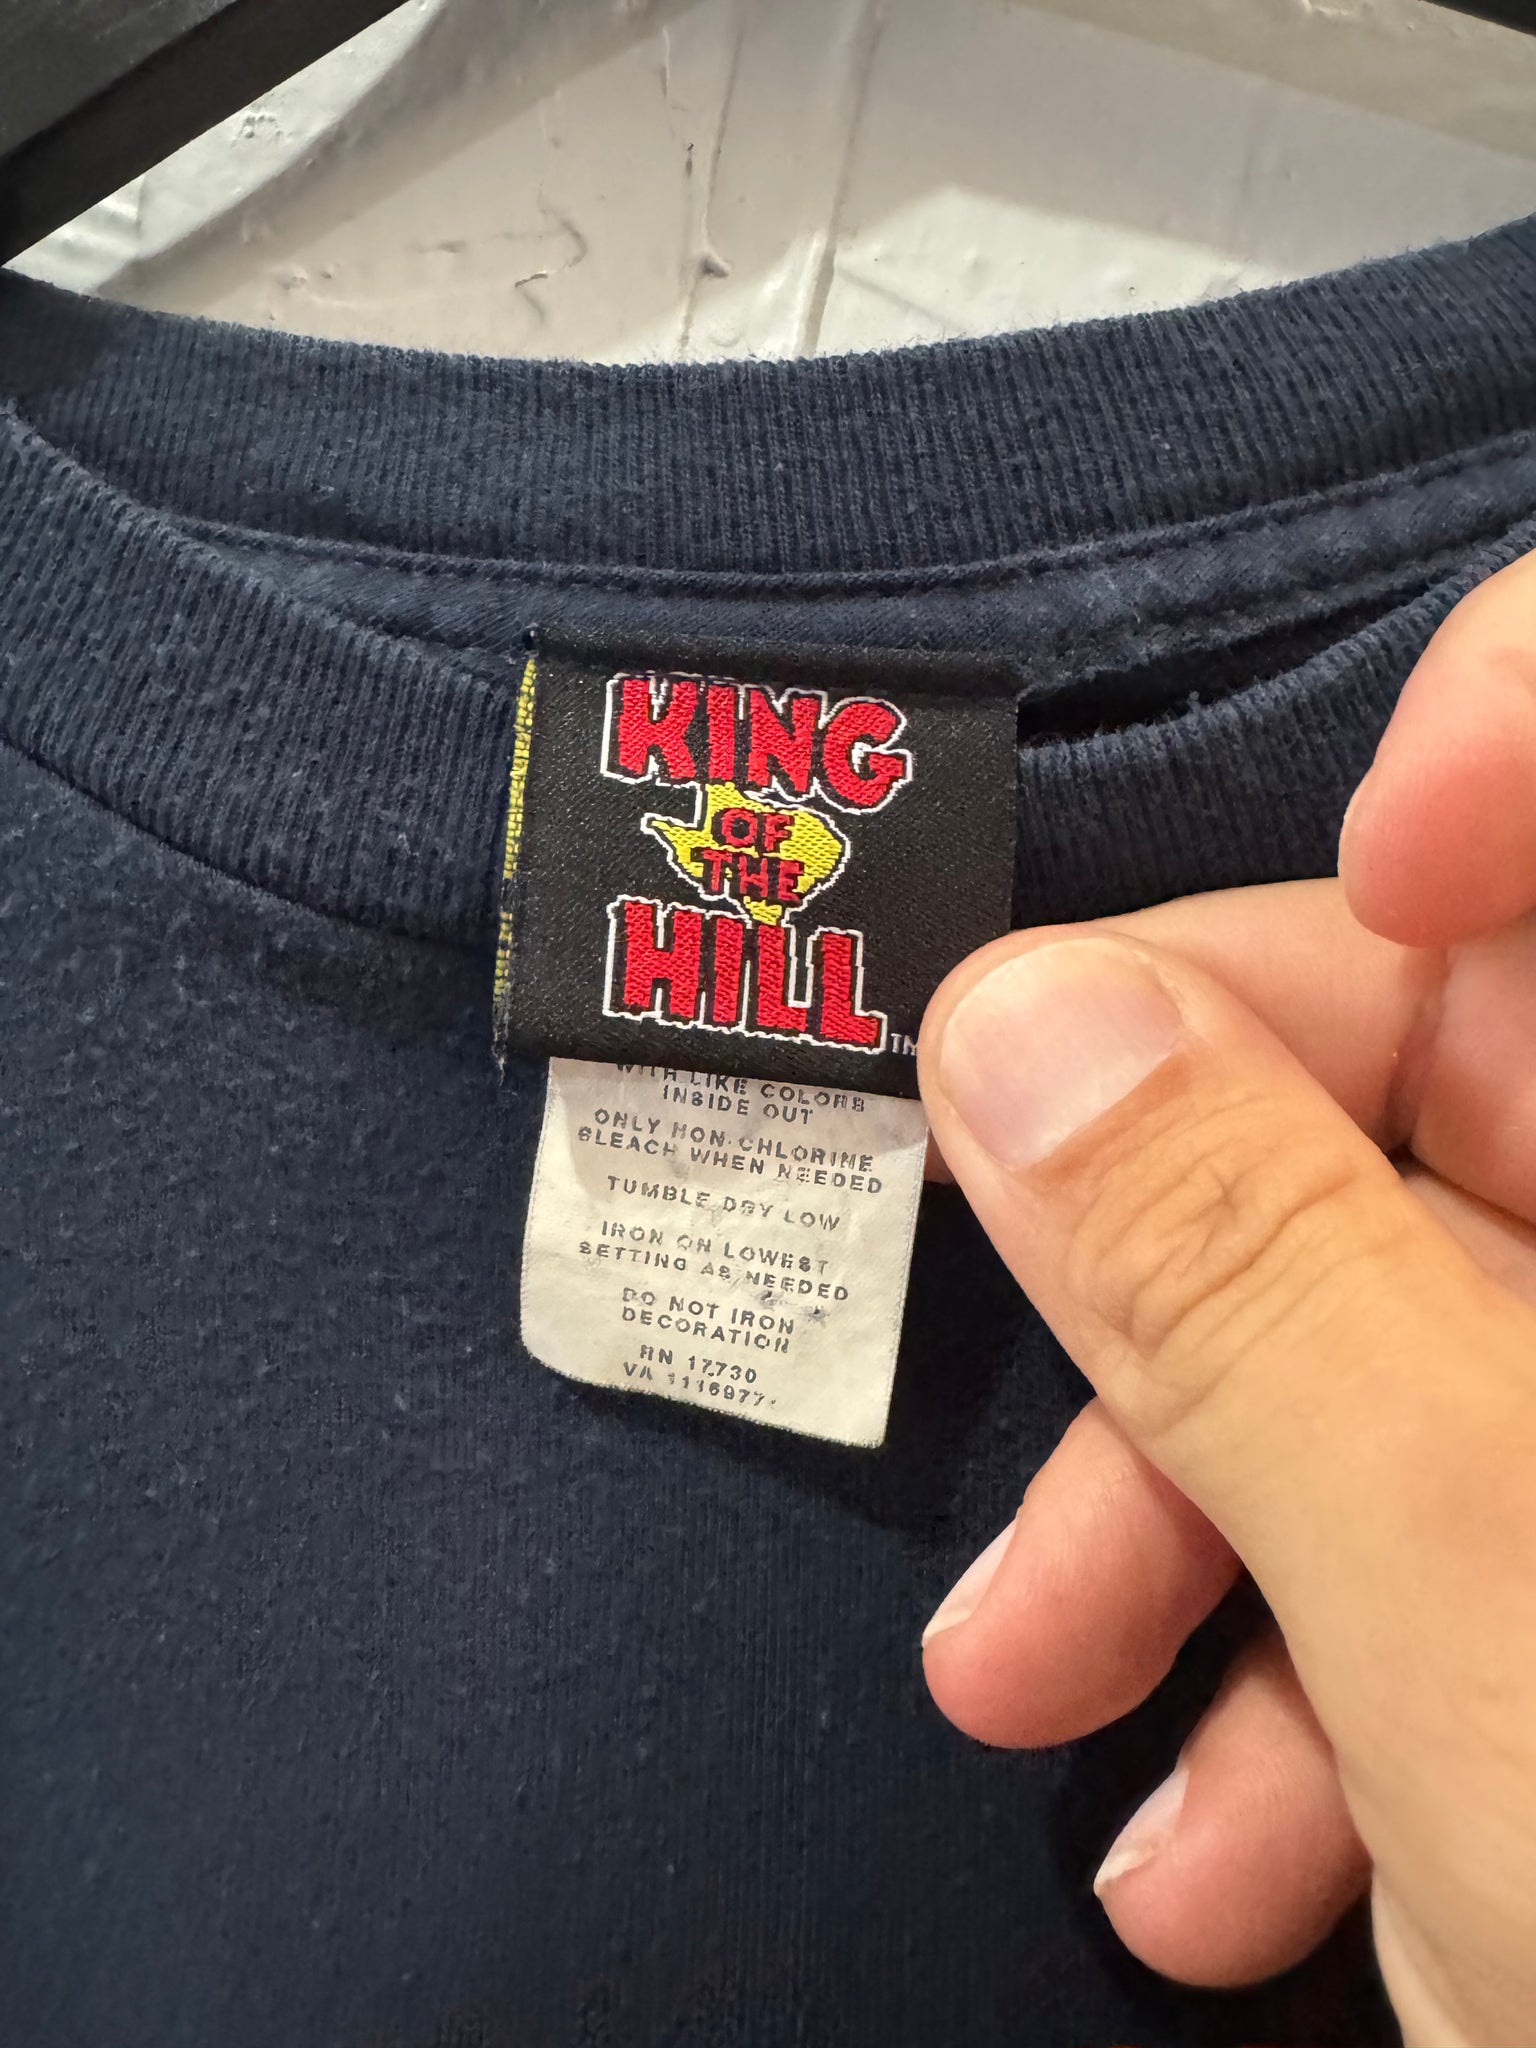 KING
OF
THE
HILL
TM
WITH LIKE COLORS
INSIDE OUT
ONLY NON-CHLORINE
BLEACH WHEN NEEDED
TUMBLE DRY LOW
IRON ON LOWEST
SETTING AS NEEDED
DO NOT IRON
DECORATION
RN 17730
VA